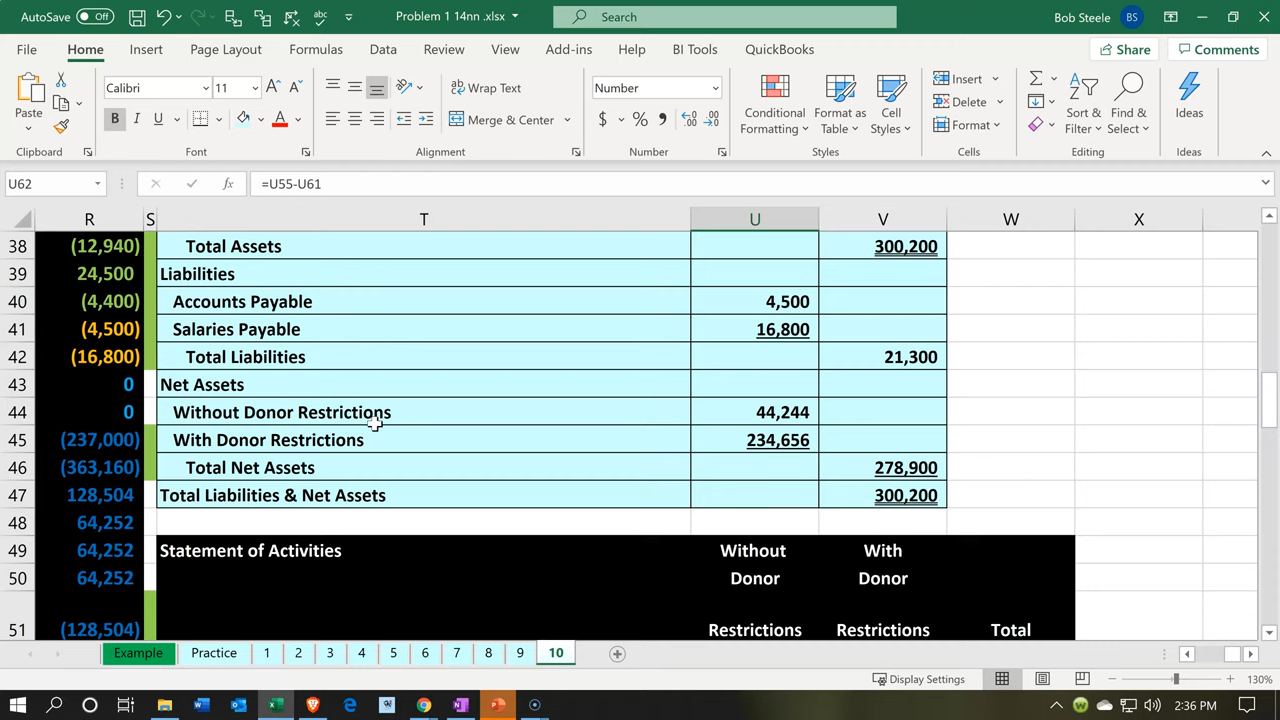 AutoSave Off Problem 1 14nn .xlsx Search Bob Steele BS
File Home Insert Page Layout Formulas Data Review View Add-ins Help BI Tools QuickBooks Share Comments
Calibri 11 Wrap Text Number Insert
Paste B I U Merge & Center $ % Conditional Formatting Format as Table Cell Styles Delete Sort & Filter Find & Select Ideas
Format
Clipboard Font Alignment Number Styles Cells Editing Ideas
U62 fx =U55-U61
R S T U V W X
38 (12,940) Total Assets 300,200
39 24,500 Liabilities
40 (4,400) Accounts Payable 4,500
41 (4,500) Salaries Payable 16,800
42 (16,800) Total Liabilities 21,300
43 0 Net Assets
44 0 Without Donor Restrictions 44,244
45 (237,000) With Donor Restrictions 234,656
46 (363,160) Total Net Assets 278,900
47 128,504 Total Liabilities & Net Assets 300,200
48 64,252
49 64,252 Statement of Activities Without With
50 64,252 Donor Donor
51 (128,504) Restrictions Restrictions Total
Example Practice 1 2 3 4 5 6 7 8 9 10
Display Settings 130%
2:36 PM